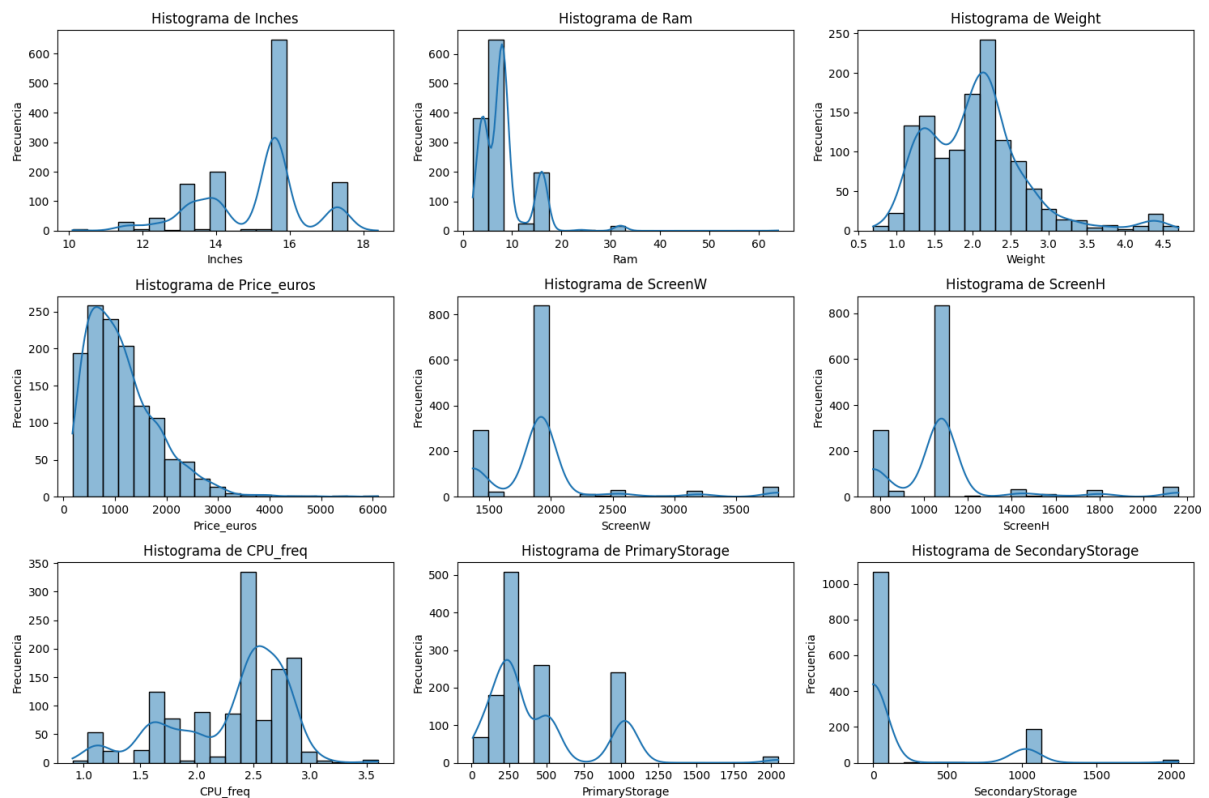 Histograma de Inches
Histograma de Ram
Histograma de Weight
Frecuencia
600
500
400
300
200
100
0
10 12 14 16 18
Inches
Frecuencia
600
500
400
300
200
100
0
0 10 20 30 40 50 60
Ram
Frecuencia
250
200
150
100
50
0
0.5 1.0 1.5 2.0 2.5 3.0 3.5 4.0 4.5
Weight
Histograma de Price_euros
Histograma de ScreenW
Histograma de ScreenH
Frecuencia
250
200
150
100
50
0
0 1000 2000 3000 4000 5000 6000
Price_euros
Frecuencia
800
600
400
200
0
1500 2000 2500 3000 3500
ScreenW
Frecuencia
800
600
400
200
0
800 1000 1200 1400 1600 1800 2000 2200
ScreenH
Histograma de CPU_freq
Histograma de PrimaryStorage
Histograma de SecondaryStorage
Frecuencia
350
300
250
200
150
100
50
0
1.0 1.5 2.0 2.5 3.0 3.5
CPU_freq
Frecuencia
500
400
300
200
100
0
0 250 500 750 1000 1250 1500 1750 2000
PrimaryStorage
Frecuencia
1000
800
600
400
200
0
0 500 1000 1500 2000
SecondaryStorage